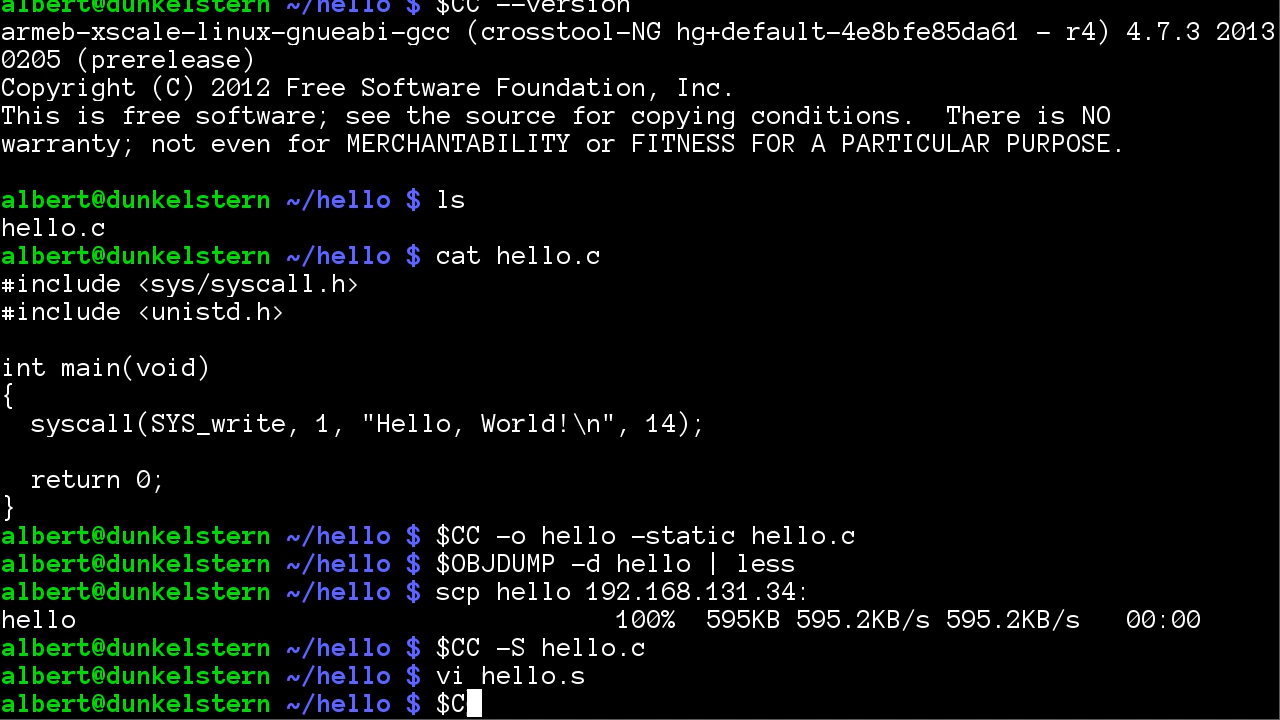 albert@dunkelstern ~/hello $ $CC --version
armeb-xscale-linux-gnueabi-gcc (crosstool-NG hg+default-4e8bfe85da61 - r4) 4.7.3 2013
0205 (prerelease)
Copyright (C) 2012 Free Software Foundation, Inc.
This is free software; see the source for copying conditions.  There is NO
warranty; not even for MERCHANTABILITY or FITNESS FOR A PARTICULAR PURPOSE.

albert@dunkelstern ~/hello $ ls
hello.c
albert@dunkelstern ~/hello $ cat hello.c
#include <sys/syscall.h>
#include <unistd.h>

int main(void)
{
  syscall(SYS_write, 1, "Hello, World!\n", 14);

  return 0;
}
albert@dunkelstern ~/hello $ $CC -o hello -static hello.c
albert@dunkelstern ~/hello $ $OBJDUMP -d hello | less
albert@dunkelstern ~/hello $ scp hello 192.168.131.34:
hello                                    100%  595KB 595.2KB/s 595.2KB/s   00:00
albert@dunkelstern ~/hello $ $CC -S hello.c
albert@dunkelstern ~/hello $ vi hello.s
albert@dunkelstern ~/hello $ $C